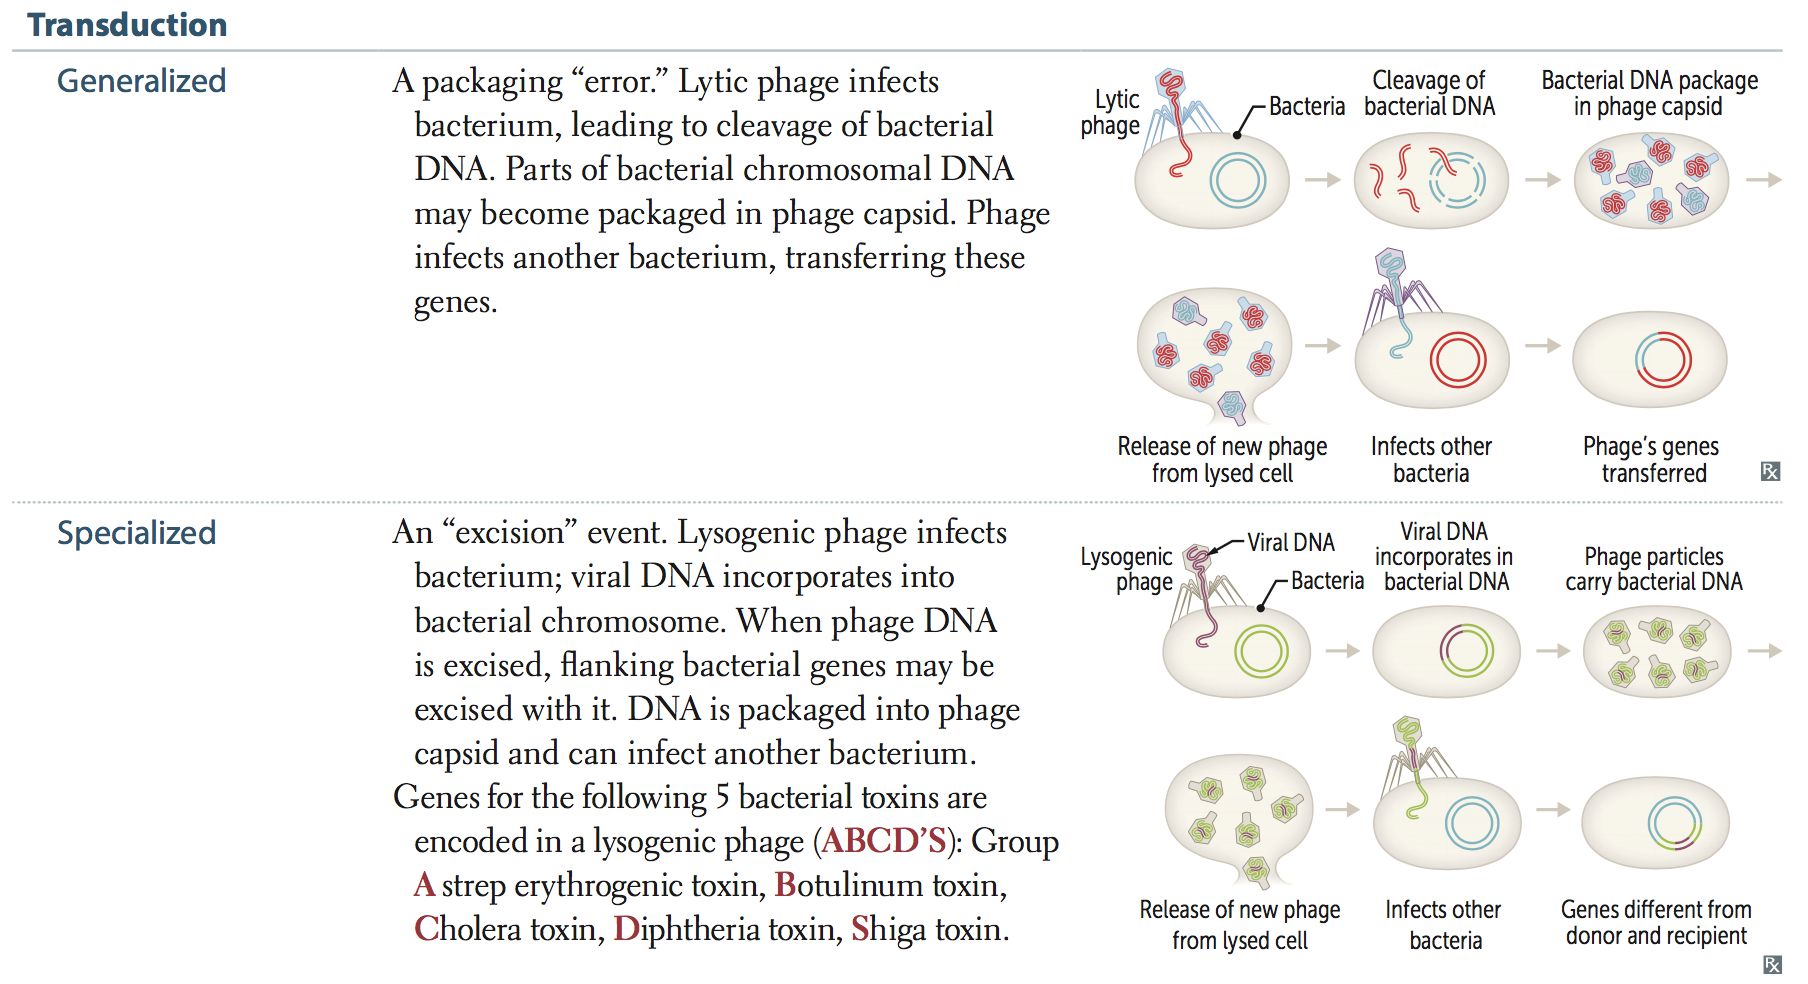 Transduction
Generalized
A packaging “error.” Lytic phage infects
bacterium, leading to cleavage of bacterial
DNA. Parts of bacterial chromosomal DNA
may become packaged in phage capsid. Phage
infects another bacterium, transferring these
genes.
Lytic
phage
Bacteria
Cleavage of
bacterial DNA
Bacterial DNA package
in phage capsid
Release of new phage
from lysed cell
Infects other
bacteria
Phage’s genes
transferred
Rx
Specialized
An “excision” event. Lysogenic phage infects
bacterium; viral DNA incorporates into
bacterial chromosome. When phage DNA
is excised, flanking bacterial genes may be
excised with it. DNA is packaged into phage
capsid and can infect another bacterium.
Genes for the following 5 bacterial toxins are
encoded in a lysogenic phage (ABCD’S): Group
A strep erythrogenic toxin, Botulinum toxin,
Cholera toxin, Diphtheria toxin, Shiga toxin.
Lysogenic
phage
Viral DNA
Bacteria
Viral DNA
incorporates in
bacterial DNA
Phage particles
carry bacterial DNA
Release of new phage
from lysed cell
Infects other
bacteria
Genes different from
donor and recipient
Rx